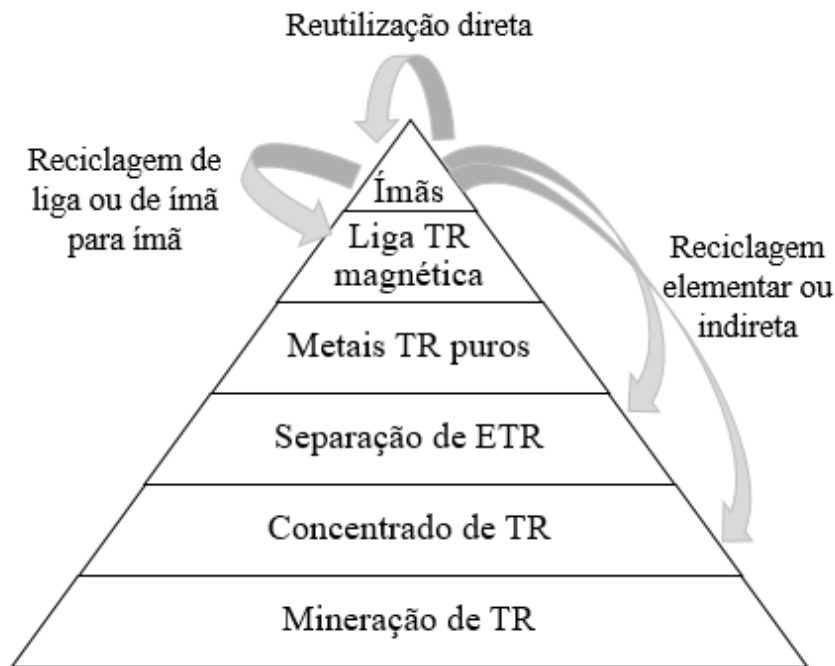 Reutilização direta
Reciclagem de
liga ou de ímã
para ímã
Ímãs
Liga TR
magnética
Reciclagem
elementar ou
indireta
Metais TR puros
Separação de ETR
Concentrado de TR
Mineração de TR